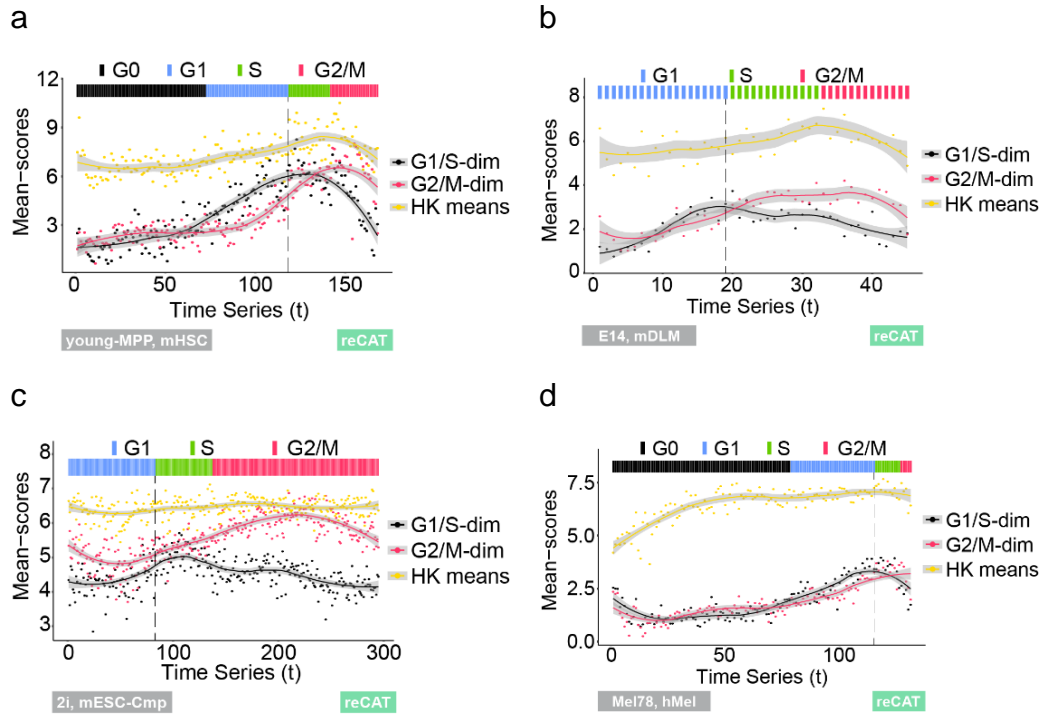 a
G0 G1 S G2/M
12
9
6
3
Mean-scores
0 50 100 150
Time Series (t)
G1/S-dim
G2/M-dim
HK means
young-MPP, mHSC
reCAT
b
G1 S G2/M
8
6
4
2
0
Mean-scores
0 10 20 30 40
Time Series (t)
G1/S-dim
G2/M-dim
HK means
E14, mDLM
reCAT
c
G1 S G2/M
8
7
6
5
4
3
Mean-scores
0 100 200 300
Time Series (t)
G1/S-dim
G2/M-dim
HK means
2i, mESC-Cmp
reCAT
d
G0 G1 S G2/M
7.5
5.0
2.5
0.0
Mean-scores
0 50 100
Time Series (t)
G1/S-dim
G2/M-dim
HK means
Mel78, hMel
reCAT